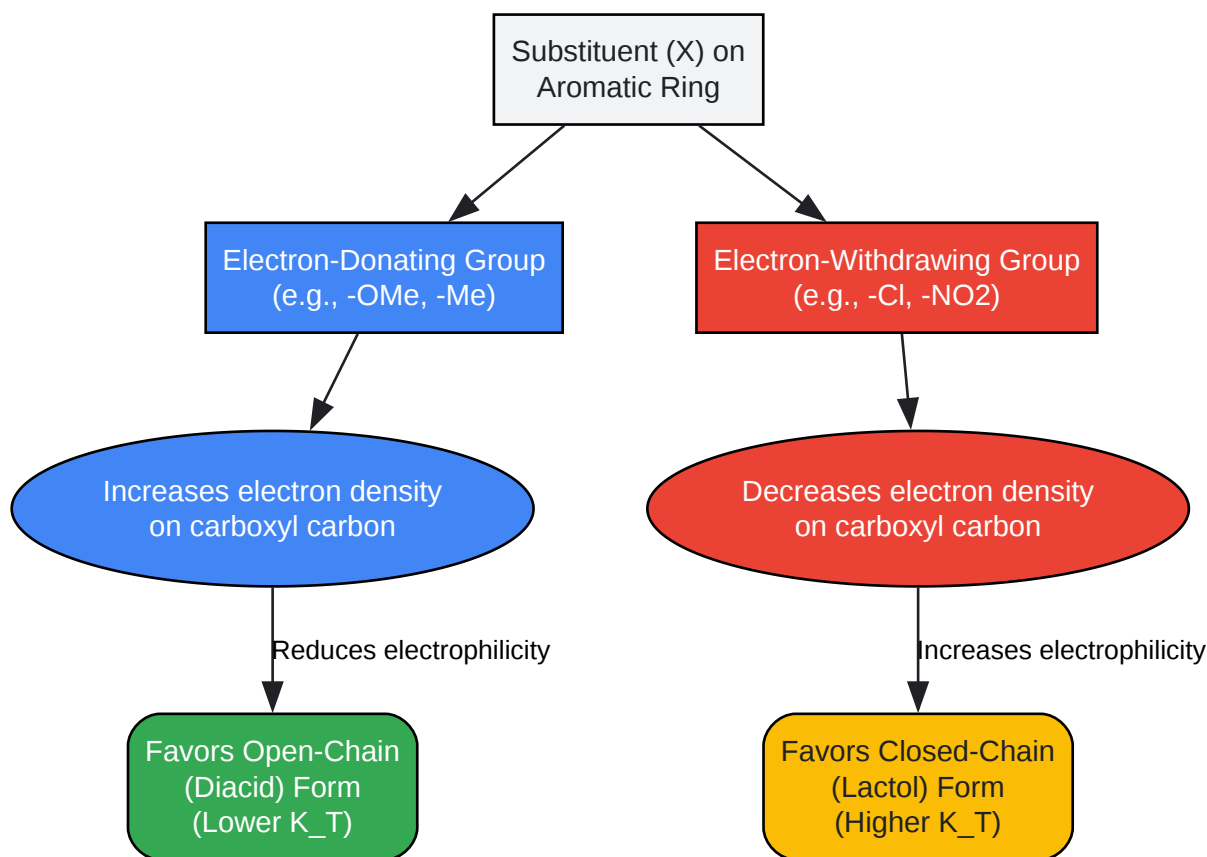 Substituent (X) on
Aromatic Ring
Electron-Donating Group
(e.g., -OMe, -Me)
Electron-Withdrawing Group
(e.g., -Cl, -NO2)
Increases electron density
on carboxyl carbon
Decreases electron density
on carboxyl carbon
Reduces electrophilicity
Increases electrophilicity
Favors Open-Chain
(Diacid) Form
(Lower K_T)
Favors Closed-Chain
(Lactol) Form
(Higher K_T)